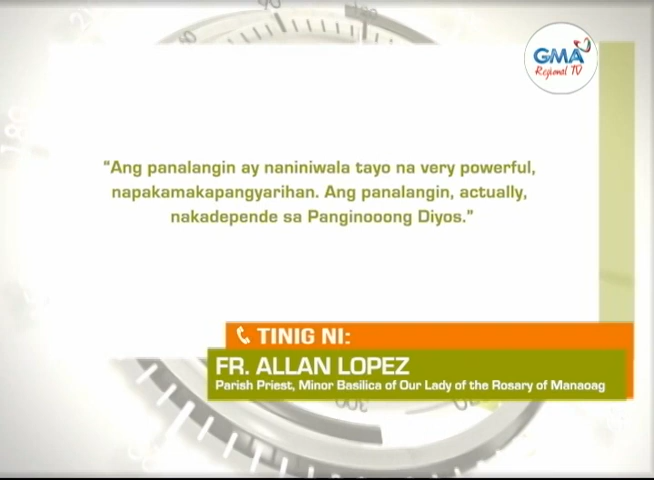 GMA
Regional TV
"Ang panalangin ay naniniwala tayo na very powerful,
napakamakapangyarihan. Ang panalangin, actually,
nakadepende sa Panginooong Diyos."
TINIG NI:
FR. ALLAN LOPEZ
Parish Priest, Minor Basilica of Our Lady of the Rosary of Manaoag